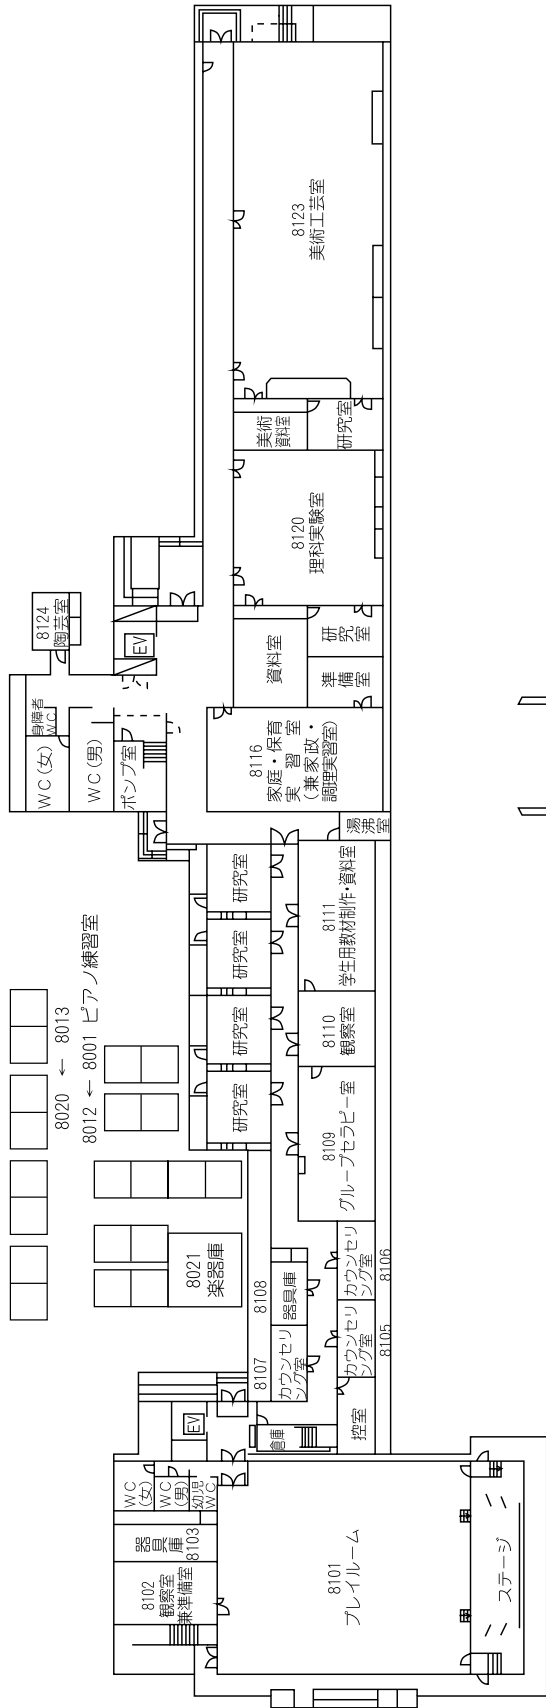 8123
美術工芸室
美術
資料室
研究室
8120
理科実験室
8124
陶芸室
EV
資料室
研究
室
準備
室
身障者
W.C
WC(女)
WC(男)
ポンプ室
8116
家庭・保育
実習室
(兼家政・
調理実習室)
湯沸
室
研究室
研究室
研究室
研究室
8111
学生用教材制作・資料室
8110
観察室
8109
グループセラピー室
8020 ← 8013
8012 ← 8001 ピアノ練習室
8021
楽器庫
8108
器具庫
8107
カウンセリ
ング室
カウンセリ
ング室
8106
カウンセリ
ング室
8105
控室
倉庫
EV
WC
(女)
WC
(男)
幼児
WC
器具
庫
8103
8102
観察室
兼準備室
8101
プレイルーム
ステージ